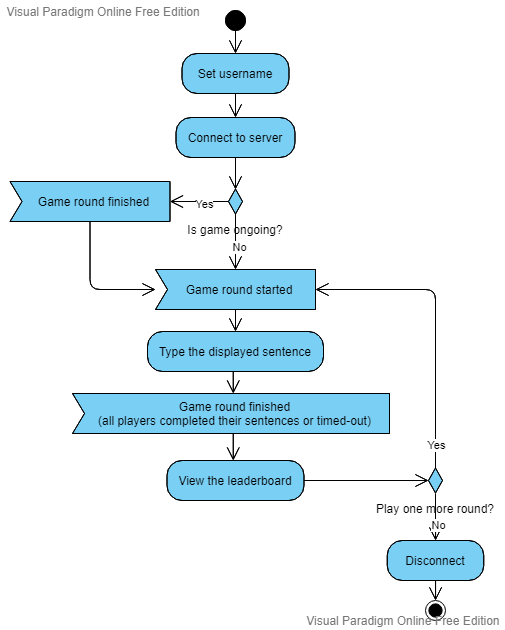 Visual Paradigm Online Free Edition
Set username
Connect to server
Game round finished
Yes
Is game ongoing?
No
Game round started
Type the displayed sentence
Game round finished
(all players completed their sentences or timed-out)
Yes
View the leaderboard
Play one more round?
No
Disconnect
Visual Paradigm Online Free Edition